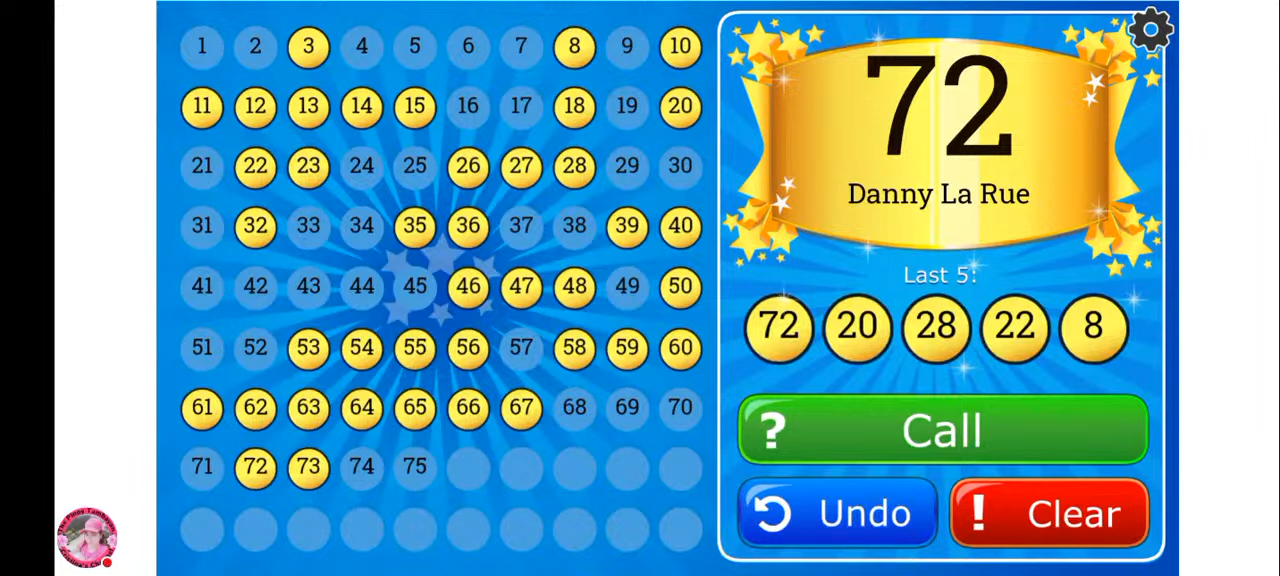 1 2 3 4 5 6 7 8 9 10
11 12 13 14 15 16 17 18 19 20
21 22 23 24 25 26 27 28 29 30
31 32 33 34 35 36 37 38 39 40
41 42 43 44 45 46 47 48 49 50
51 52 53 54 55 56 57 58 59 60
61 62 63 64 65 66 67 68 69 70
71 72 73 74 75
72
Danny La Rue
Last 5:
72 20 28 22 8
? Call
Undo
! Clear